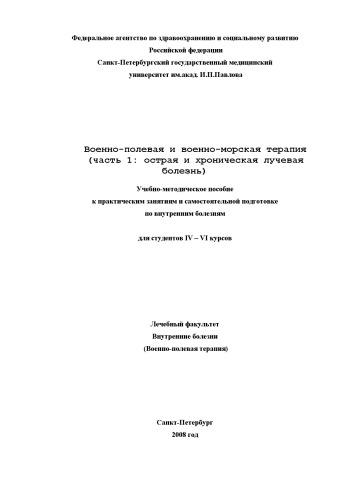 Федеральное агентство по здравоохранению и социальному развитию
Российской федерации
Санкт-Петербургский государственный медицинский
университет им.акад. И.П.Павлова
Военно-полевая и военно-морская терапия
(часть 1: острая и хроническая лучевая
болезнь)
Учебно-методическое пособие
к практическим занятиям и самостоятельной подготовке
по внутренним болезням
для студентов IV – VI курсов
Лечебный факультет
Внутренние болезни
(Военно-полевая терапия)
Санкт-Петербург
2008 год